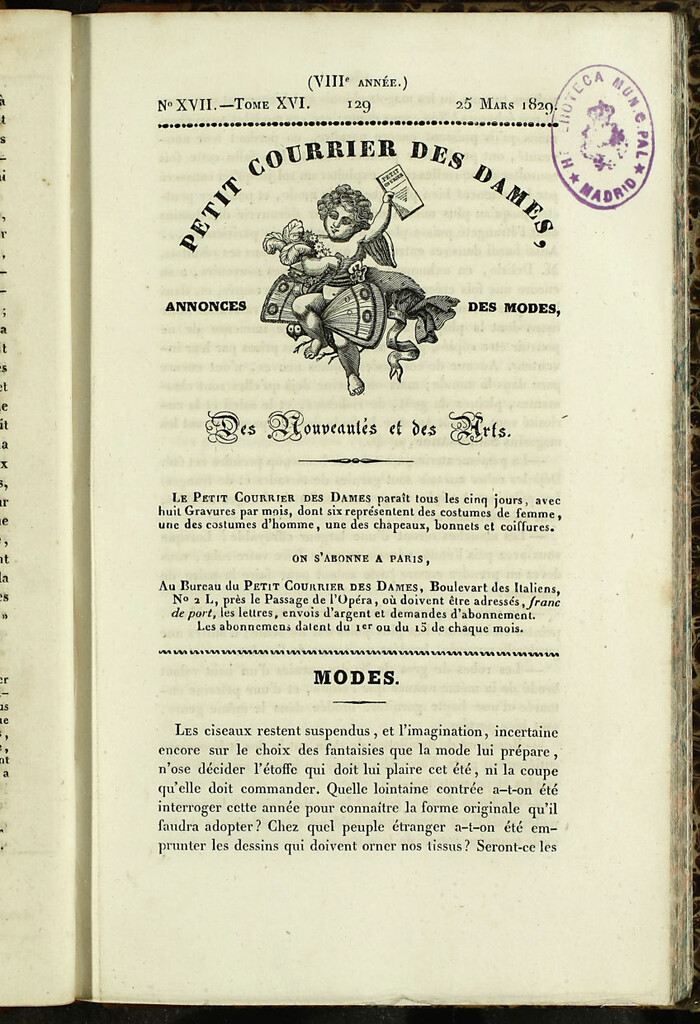 (VIIIe ANNÉE.)
No XVII.—TOME XVI. 129 25 MARS 1829.
HEMEROTECA MUNICIPAL
MADRID
PETIT COURRIER DES DAMES,
PETIT
ANNONCES DES MODES,
Des Nouveautés et des Arts.
LE PETIT COURRIER DES DAMES paraît tous les cinq jours, avec
huit Gravures par mois, dont six représentent des costumes de femme,
une des costumes d'homme, une des chapeaux, bonnets et coiffures.
ON S'ABONNE A PARIS,
Au Bureau du PETIT COURRIER DES DAMES, Boulevart des Italiens,
No 2 L, près le Passage de l'Opéra, où doivent être adressés, franc
de port, les lettres, envois d'argent et demandes d'abonnement.
Les abonnemens datent du 1er ou du 15 de chaque mois.
MODES.
LES ciseaux restent suspendus, et l'imagination, incertaine
encore sur le choix des fantaisies que la mode lui prépare,
n'ose décider l'étoffe qui doit lui plaire cet été, ni la coupe
qu'elle doit commander. Quelle lointaine contrée a-t-on été
interroger cette année pour connaître la forme originale qu'il
faudra adopter? Chez quel peuple étranger a-t-on été em-
prunter les dessins qui doivent orner nos tissus? Seront-ce les